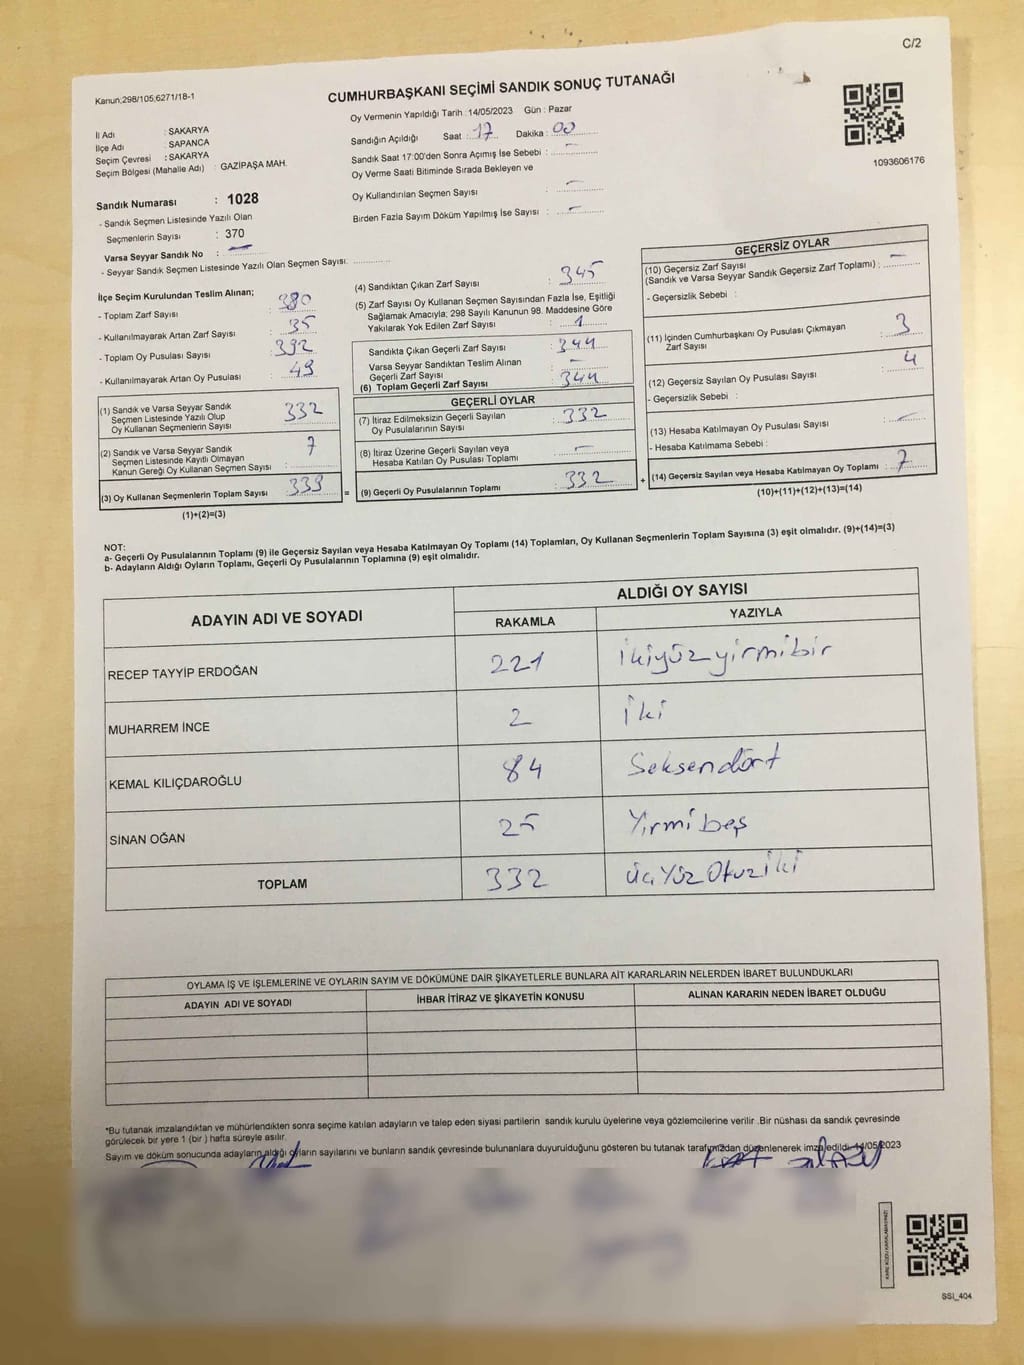 C/2
Kanun;298/105;6271/18-1
CUMHURBAŞKANI SEÇİMİ SANDIK SONUÇ TUTANAĞI
1093606176
İl Adı : SAKARYA
İlçe Adı : SAPANCA
Seçim Çevresi : SAKARYA
Seçim Bölgesi (Mahalle Adı) : GAZİPAŞA MAH.
Sandık Numarası : 1028
- Sandık Seçmen Listesinde Yazılı Olan
Seçmenlerin Sayısı : 370
Varsa Seyyar Sandık No : —
- Seyyar Sandık Seçmen Listesinde Yazılı Olan Seçmen Sayısı. ..............
Oy Vermenin Yapıldığı Tarih : 14/05/2023 Gün : Pazar
Sandığın Açıldığı Saat : 17 Dakika : 00
Sandık Saat 17:00'den Sonra Açımış İse Sebebi : —
Oy Verme Saati Bitiminde Sırada Bekleyen ve
Oy Kullandırılan Seçmen Sayısı : —
Birden Fazla Sayım Döküm Yapılmış İse Sayısı : —
İlçe Seçim Kurulundan Teslim Alınan;
- Toplam Zarf Sayısı : 380
- Kullanılmayarak Artan Zarf Sayısı : 35
- Toplam Oy Pusulası Sayısı : 392
- Kullanılmayarak Artan Oy Pusulası : 49
(1) Sandık ve Varsa Seyyar Sandık
Seçmen Listesinde Yazılı Olup
Oy Kullanan Seçmenlerin Sayısı : 332
(2) Sandık ve Varsa Seyyar Sandık
Seçmen Listesinde Kayıtlı Olmayan
Kanun Gereği Oy Kullanan Seçmen Sayısı : 7
(3) Oy Kullanan Seçmenlerin Toplam Sayısı : 339 =
(1)+(2)=(3)
(4) Sandıktan Çıkan Zarf Sayısı : 345
(5) Zarf Sayısı Oy Kullanan Seçmen Sayısından Fazla İse, Eşitliği
Sağlamak Amacıyla; 298 Sayılı Kanunun 98. Maddesine Göre
Yakılarak Yok Edilen Zarf Sayısı : 1
Sandıkta Çıkan Geçerli Zarf Sayısı : 344
Varsa Seyyar Sandıktan Teslim Alınan
Geçerli Zarf Sayısı : —
(6) Toplam Geçerli Zarf Sayısı : 344
GEÇERLİ OYLAR
(7) İtiraz Edilmeksizin Geçerli Sayılan
Oy Pusulalarının Sayısı : 332
(8) İtiraz Üzerine Geçerli Sayılan veya
Hesaba Katılan Oy Pusulası Toplamı : —
(9) Geçerli Oy Pusulalarının Toplamı : 332 +
GEÇERSİZ OYLAR
(10) Geçersiz Zarf Sayısı
(Sandık ve Varsa Seyyar Sandık Geçersiz Zarf Toplamı) : —
- Geçersizlik Sebebi :
(11) İçinden Cumhurbaşkanı Oy Pusulası Çıkmayan
Zarf Sayısı : 3
(12) Geçersiz Sayılan Oy Pusulası Sayısı : 4
- Geçersizlik Sebebi :
(13) Hesaba Katılmayan Oy Pusulası Sayısı : —
- Hesaba Katılmama Sebebi :
(14) Geçersiz Sayılan veya Hesaba Katılmayan Oy Toplamı : 7
(10)+(11)+(12)+(13)=(14)
NOT:
a- Geçerli Oy Pusulalarının Toplamı (9) ile Geçersiz Sayılan veya Hesaba Katılmayan Oy Toplamı (14) Toplamları, Oy Kullanan Seçmenlerin Toplam Sayısına (3) eşit olmalıdır. (9)+(14)=(3)
b- Adayların Aldığı Oyların Toplamı, Geçerli Oy Pusulalarının Toplamına (9) eşit olmalıdır.
ADAYIN ADI VE SOYADI
ALDIĞI OY SAYISI
RAKAMLA YAZIYLA
RECEP TAYYİP ERDOĞAN 221 ikiyüzyirmibir
MUHARREM İNCE 2 iki
KEMAL KILIÇDAROĞLU 84 Seksendört
SİNAN OĞAN 25 Yirmi beş
TOPLAM 332 üçYüz Otuziki
OYLAMA İŞ VE İŞLEMLERİNE VE OYLARIN SAYIM VE DÖKÜMÜNE DAİR ŞİKAYETLERLE BUNLARA AİT KARARLARIN NELERDEN İBARET BULUNDUKLARI
ADAYIN ADI VE SOYADI İHBAR İTİRAZ VE ŞİKAYETİN KONUSU ALINAN KARARIN NEDEN İBARET OLDUĞU
*Bu tutanak imzalandıktan ve mühürlendikten sonra seçime katılan adayların ve talep eden siyasi partilerin sandık kurulu üyelerine veya gözlemcilerine verilir .Bir nüshası da sandık çevresinde
görülecek bir yere 1 (bir ) hafta süreyle asılır.
Sayım ve döküm sonucunda adayların aldığı oyların sayılarını ve bunların sandık çevresinde bulunanlara duyurulduğunu gösteren bu tutanak tarafımızdan düzenlenerek imzaledildi. 14/05/2023
KARE KODU KARALAMAYINIZ!
SSI_404